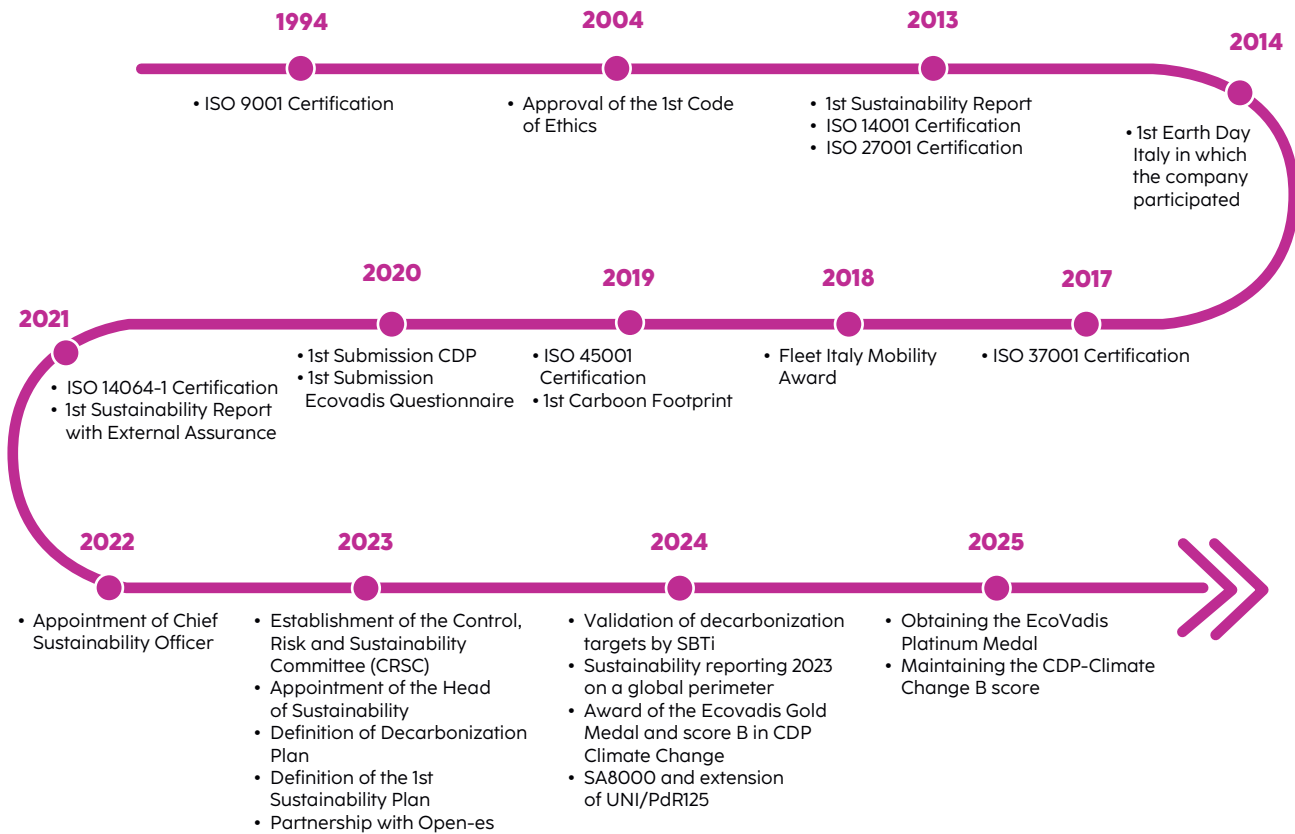 1994
• ISO 9001 Certification
2004
• Approval of the 1st Code
of Ethics
2013
• 1st Sustainability Report
• ISO 14001 Certification
• ISO 27001 Certification
2014
• 1st Earth Day
Italy in which
the company
participated
2017
• ISO 37001 Certification
2018
• Fleet Italy Mobility
Award
2019
• ISO 45001
Certification
• 1st Carboon Footprint
2020
• 1st Submission CDP
• 1st Submission
Ecovadis Questionnaire
2021
• ISO 14064-1 Certification
• 1st Sustainability Report
with External Assurance
2022
• Appointment of Chief
Sustainability Officer
2023
• Establishment of the Control,
Risk and Sustainability
Committee (CRSC)
• Appointment of the Head
of Sustainability
• Definition of Decarbonization
Plan
• Definition of the 1st
Sustainability Plan
• Partnership with Open-es
2024
• Validation of decarbonization
targets by SBTi
• Sustainability reporting 2023
on a global perimeter
• Award of the Ecovadis Gold
Medal and score B in CDP
Climate Change
• SA8000 and extension
of UNI/PdR125
2025
• Obtaining the EcoVadis
Platinum Medal
• Maintaining the CDP-Climate
Change B score